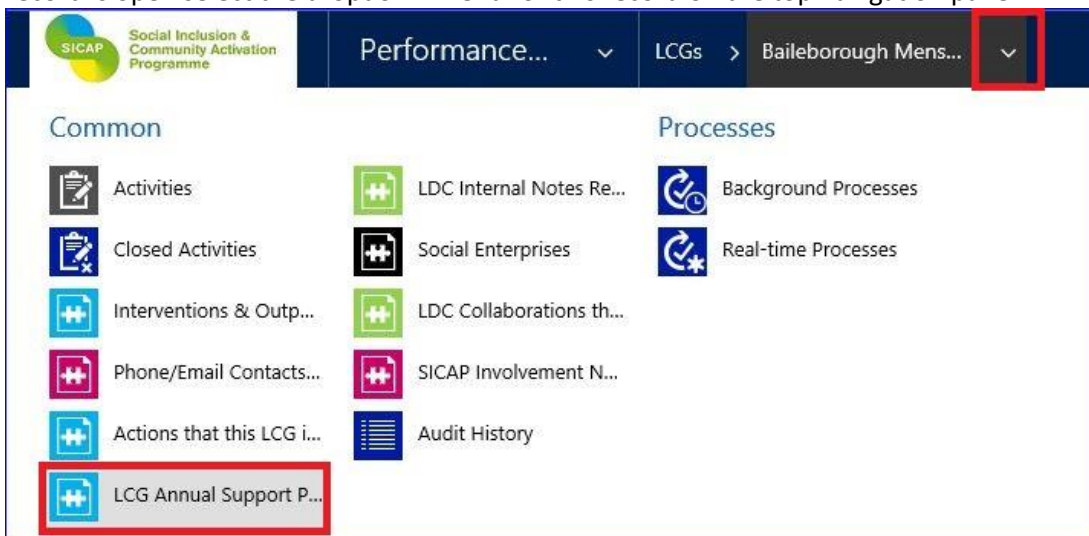 SICAP
Social Inclusion &
Community Activation
Programme
Performance...
LCGs > Baileborough Mens...
Common
Processes
Activities
LDC Internal Notes Re...
Background Processes
Closed Activities
Social Enterprises
Real-time Processes
Interventions & Outp...
LDC Collaborations th...
Phone/Email Contacts...
SICAP Involvement N...
Actions that this LCG i...
Audit History
LCG Annual Support P...